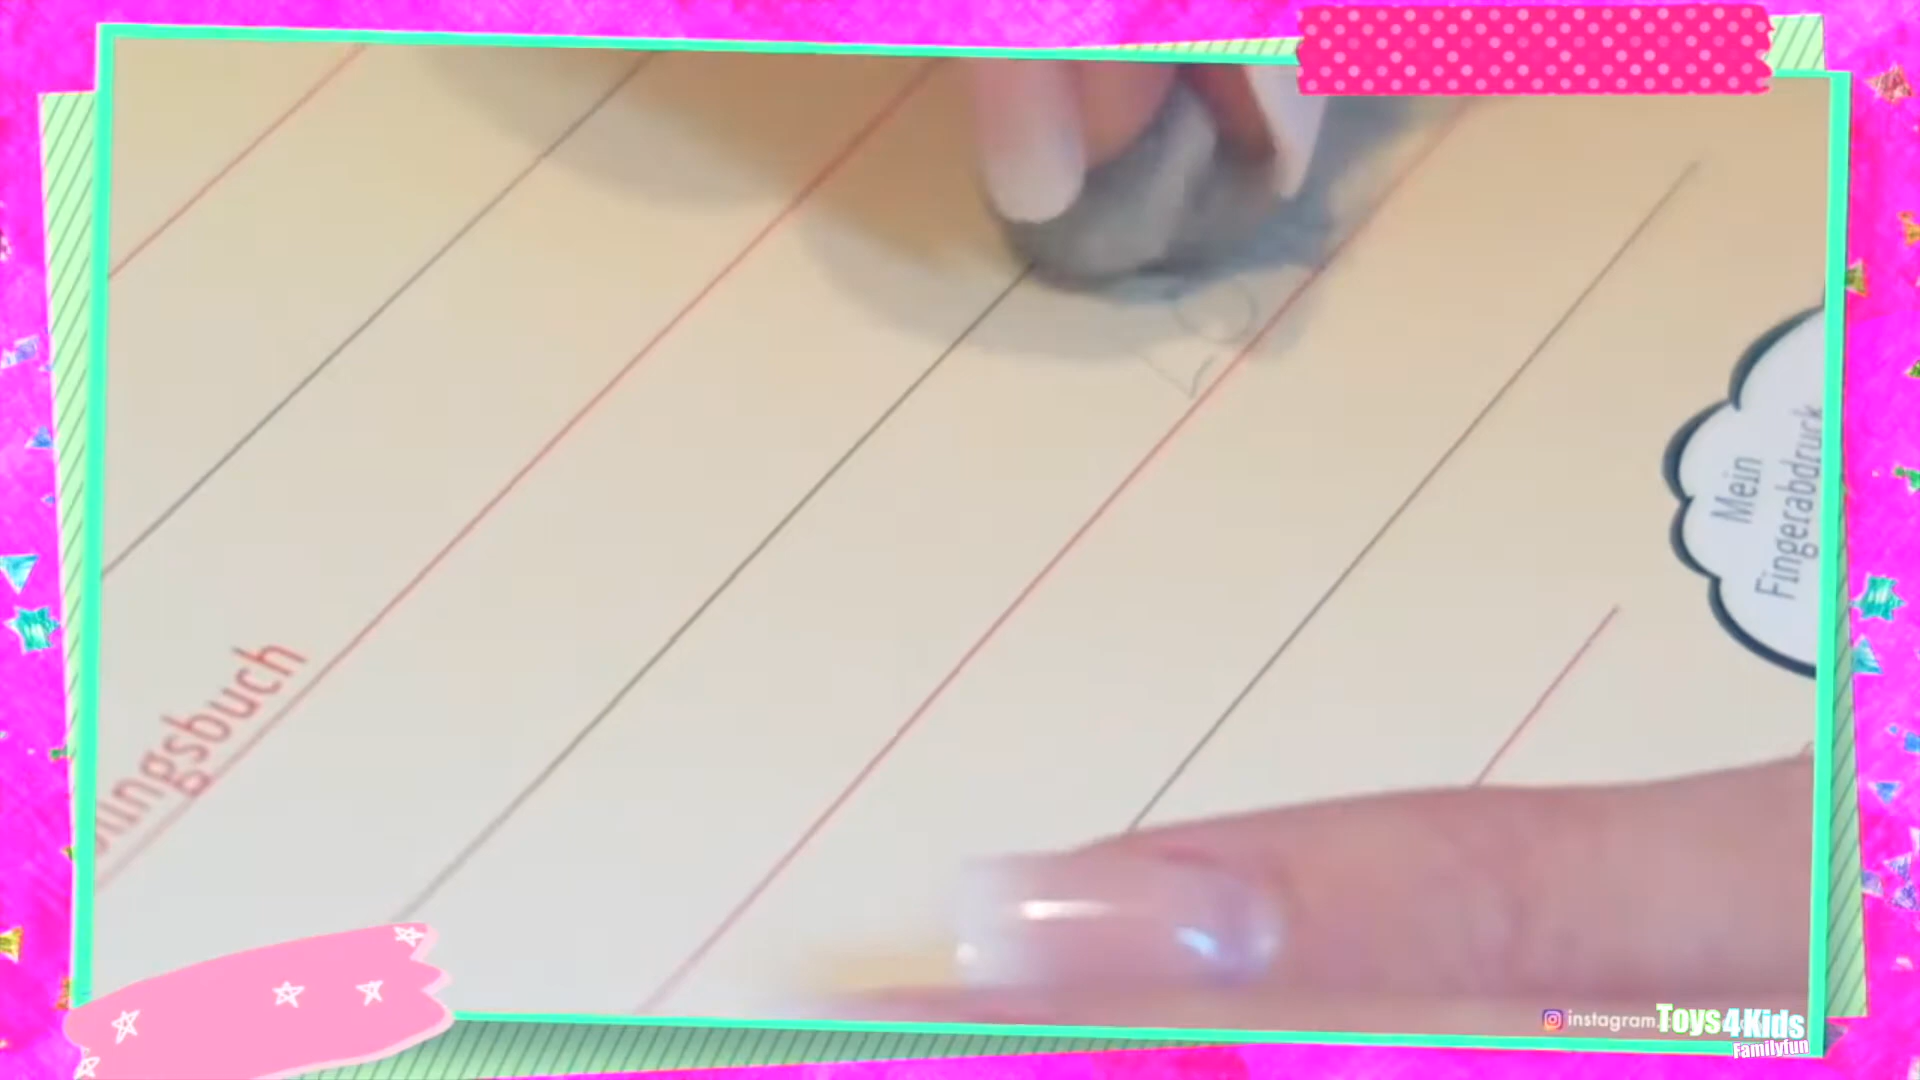 Mein
Fingerabdruck
ingsbuch
instagram.
Toys4Kids
Familyfun